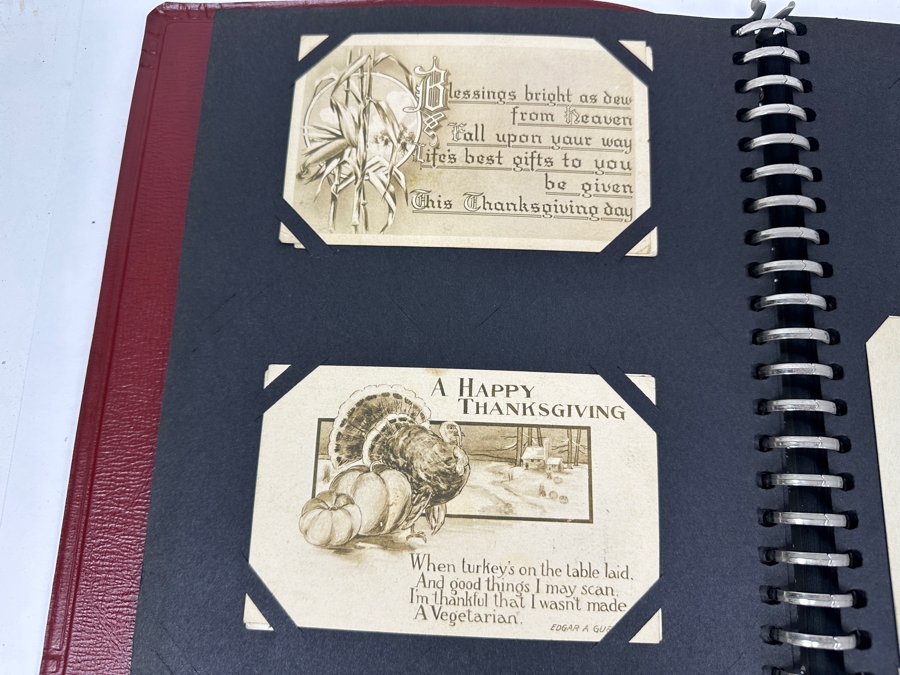 Blessings bright as dew
from Heaven
Fall upon your way
Life's best gifts to you
be given
This Thanksgiving day
A HAPPY
THANKSGIVING
When turkey's on the table laid,
And good things I may scan,
I'm thankful that I wasn't made
A Vegetarian.
EDGAR A GUE